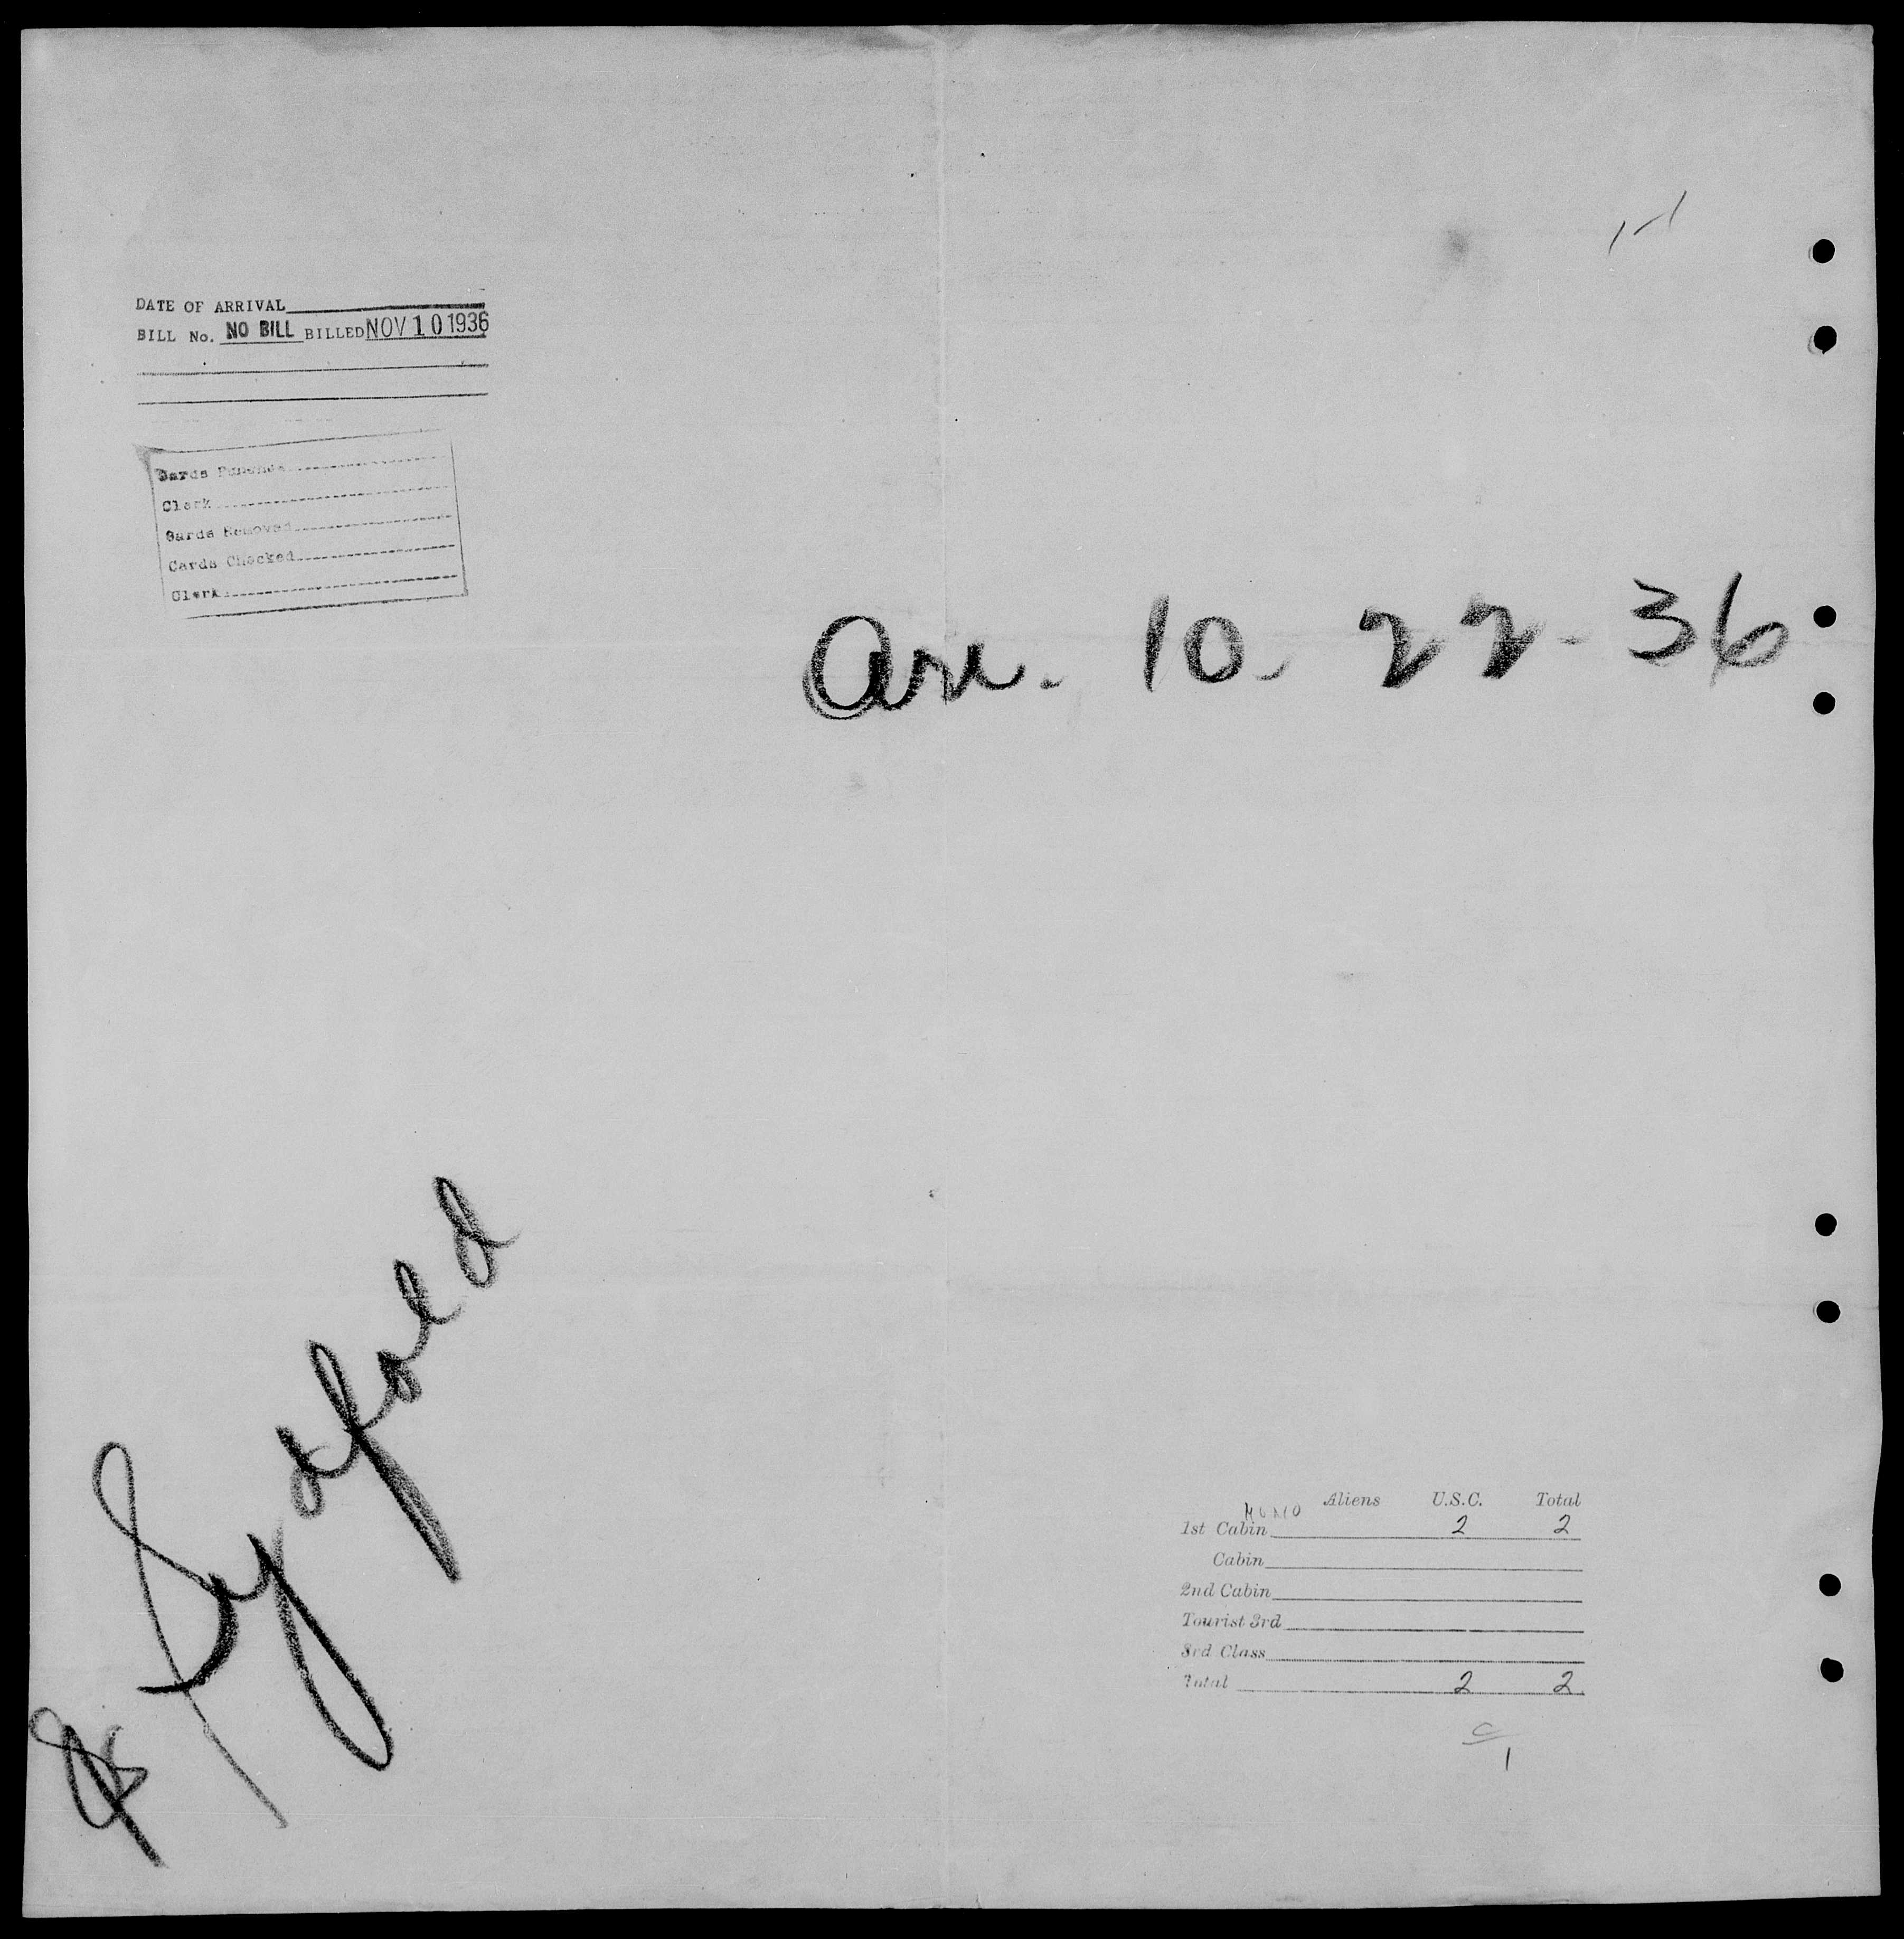 DATE OF ARRIVAL
BILL No. NO BILL BILLED NOV 10 1936
Cards Punched
Clerk
Cards Removed
Cards Checked
Clerk
Arr. 10. 22-36
Aliens U.S.C. Total
1st Cabin 2 2
Cabin
2nd Cabin
Tourist 3rd
3rd Class
Total 2 2